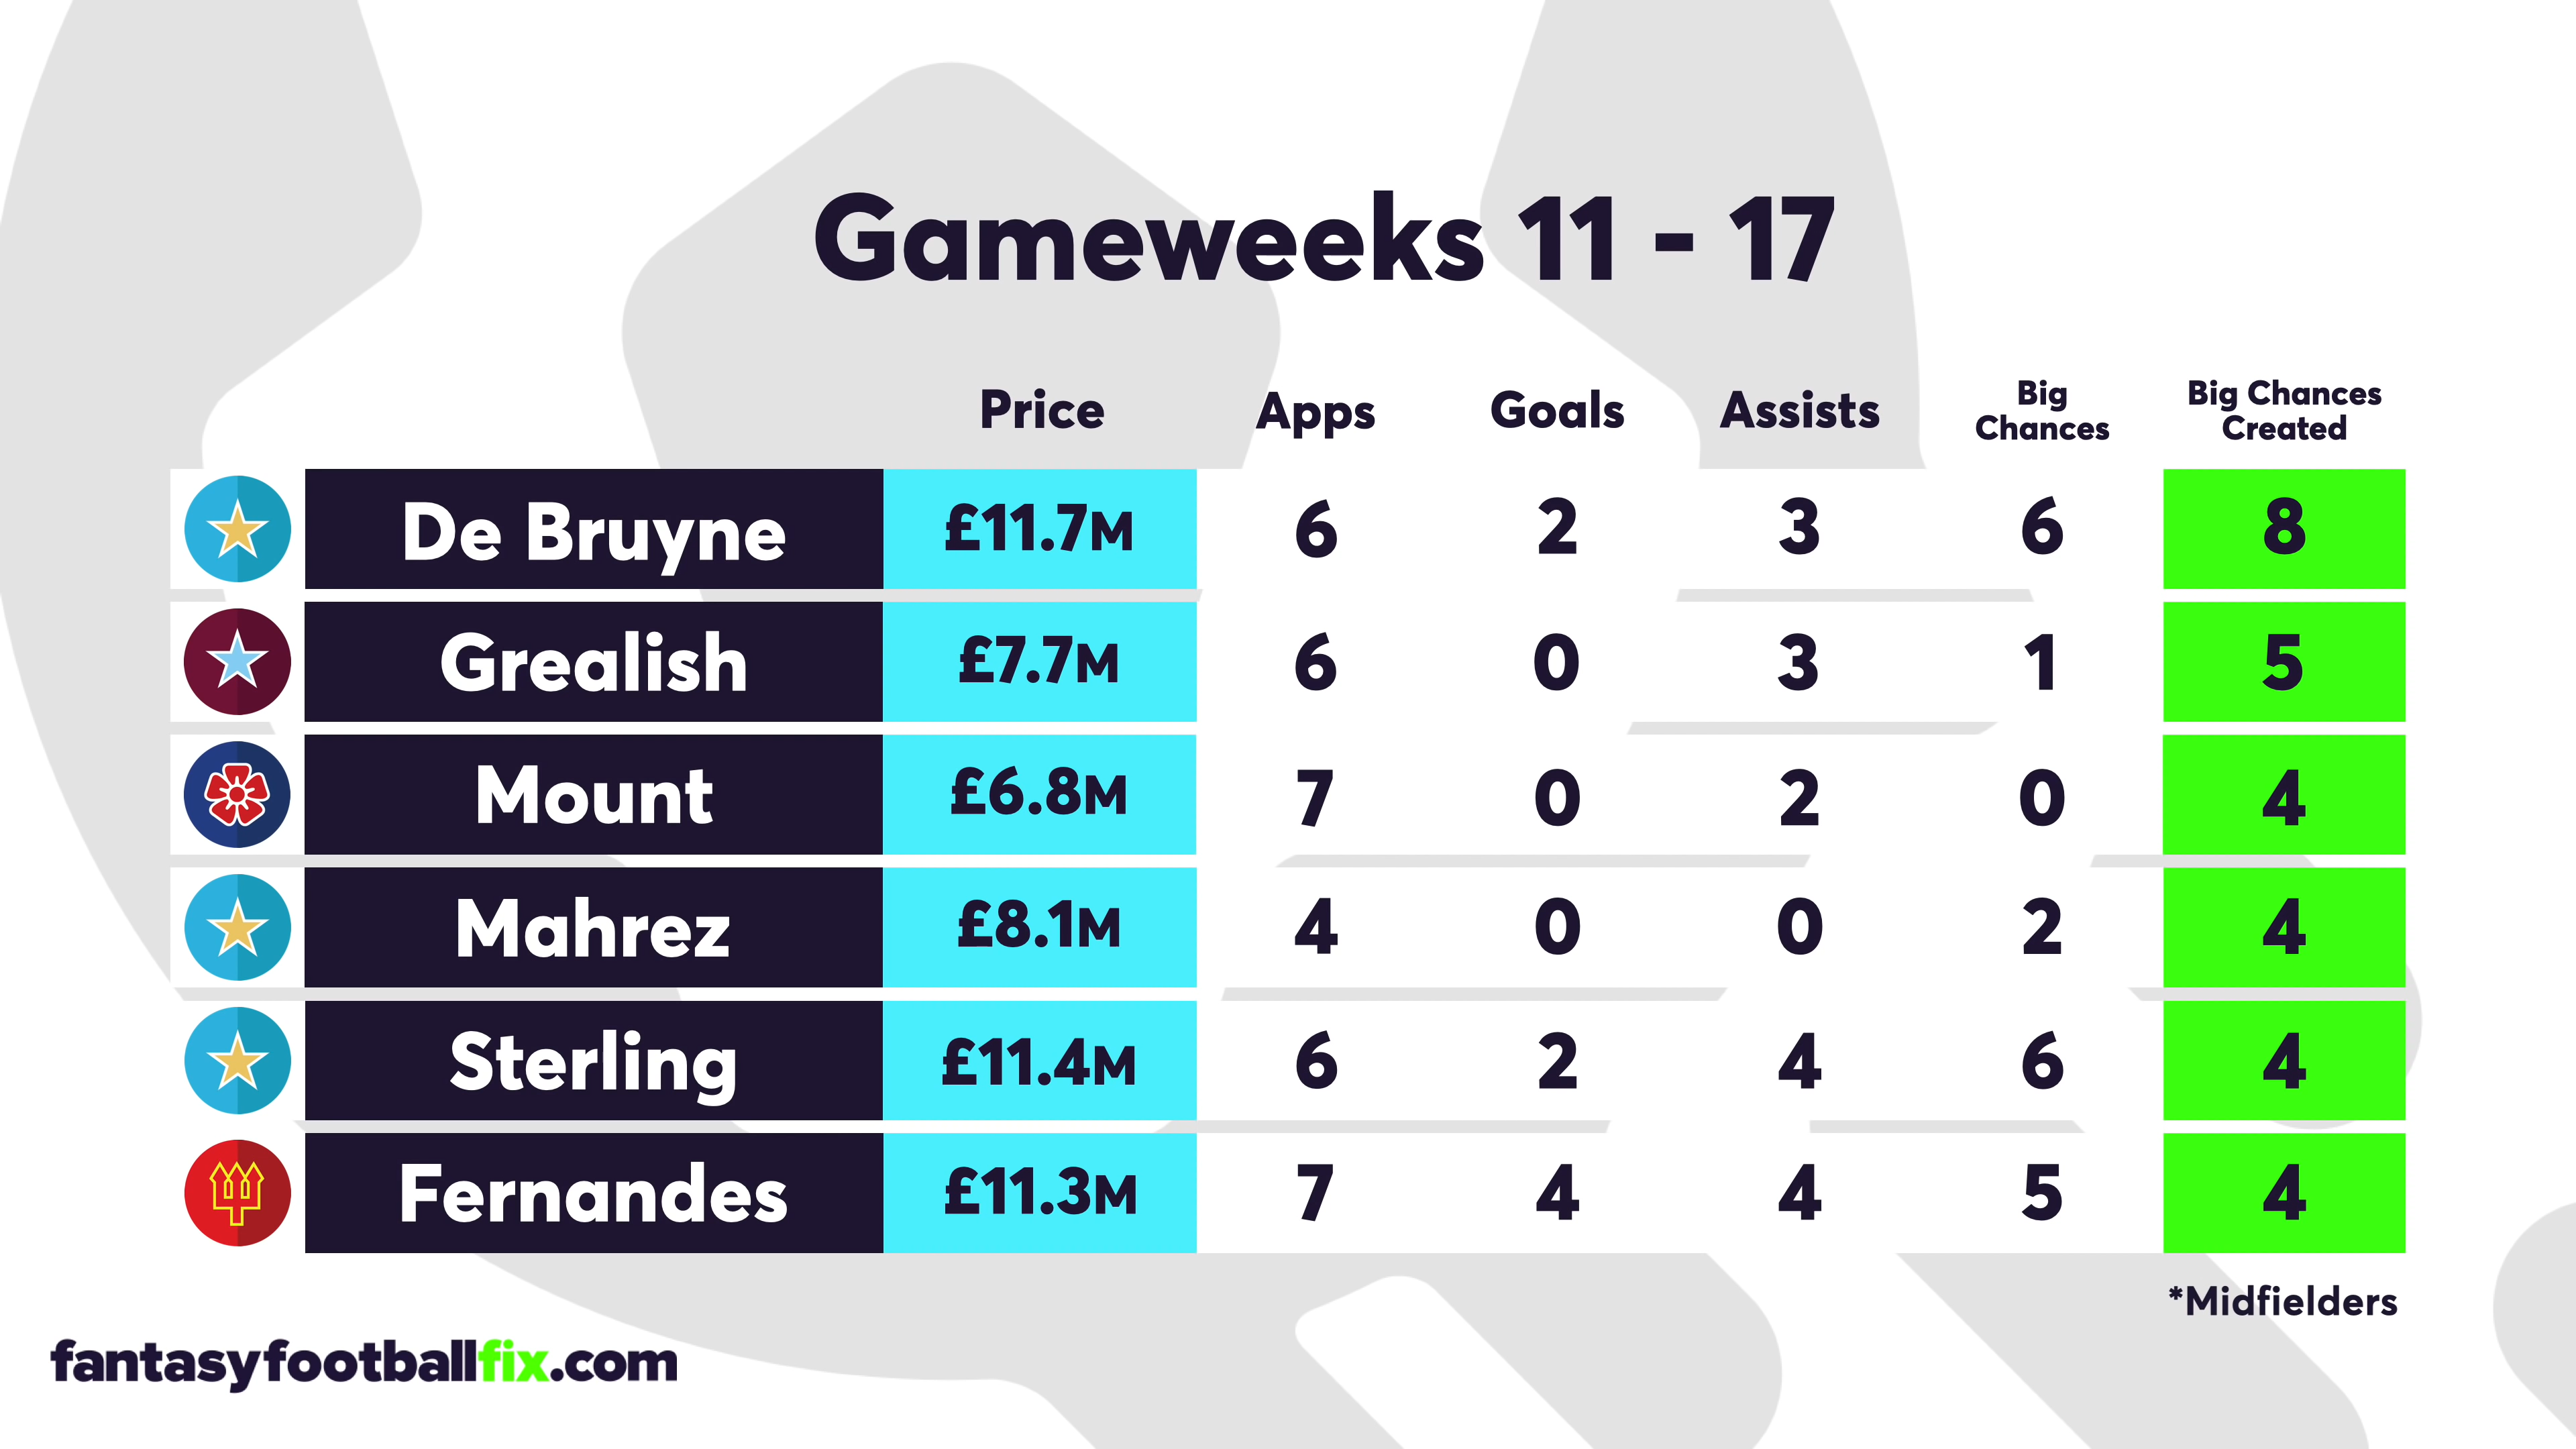 Gameweeks 11 - 17
Price Apps Goals Assists Big Chances Big Chances Created
De Bruyne £11.7M 6 2 3 6 8
Grealish £7.7M 6 0 3 1 5
Mount £6.8M 7 0 2 0 4
Mahrez £8.1M 4 0 0 2 4
Sterling £11.4M 6 2 4 6 4
Fernandes £11.3M 7 4 4 5 4
*Midfielders
fantasyfootballfix.com